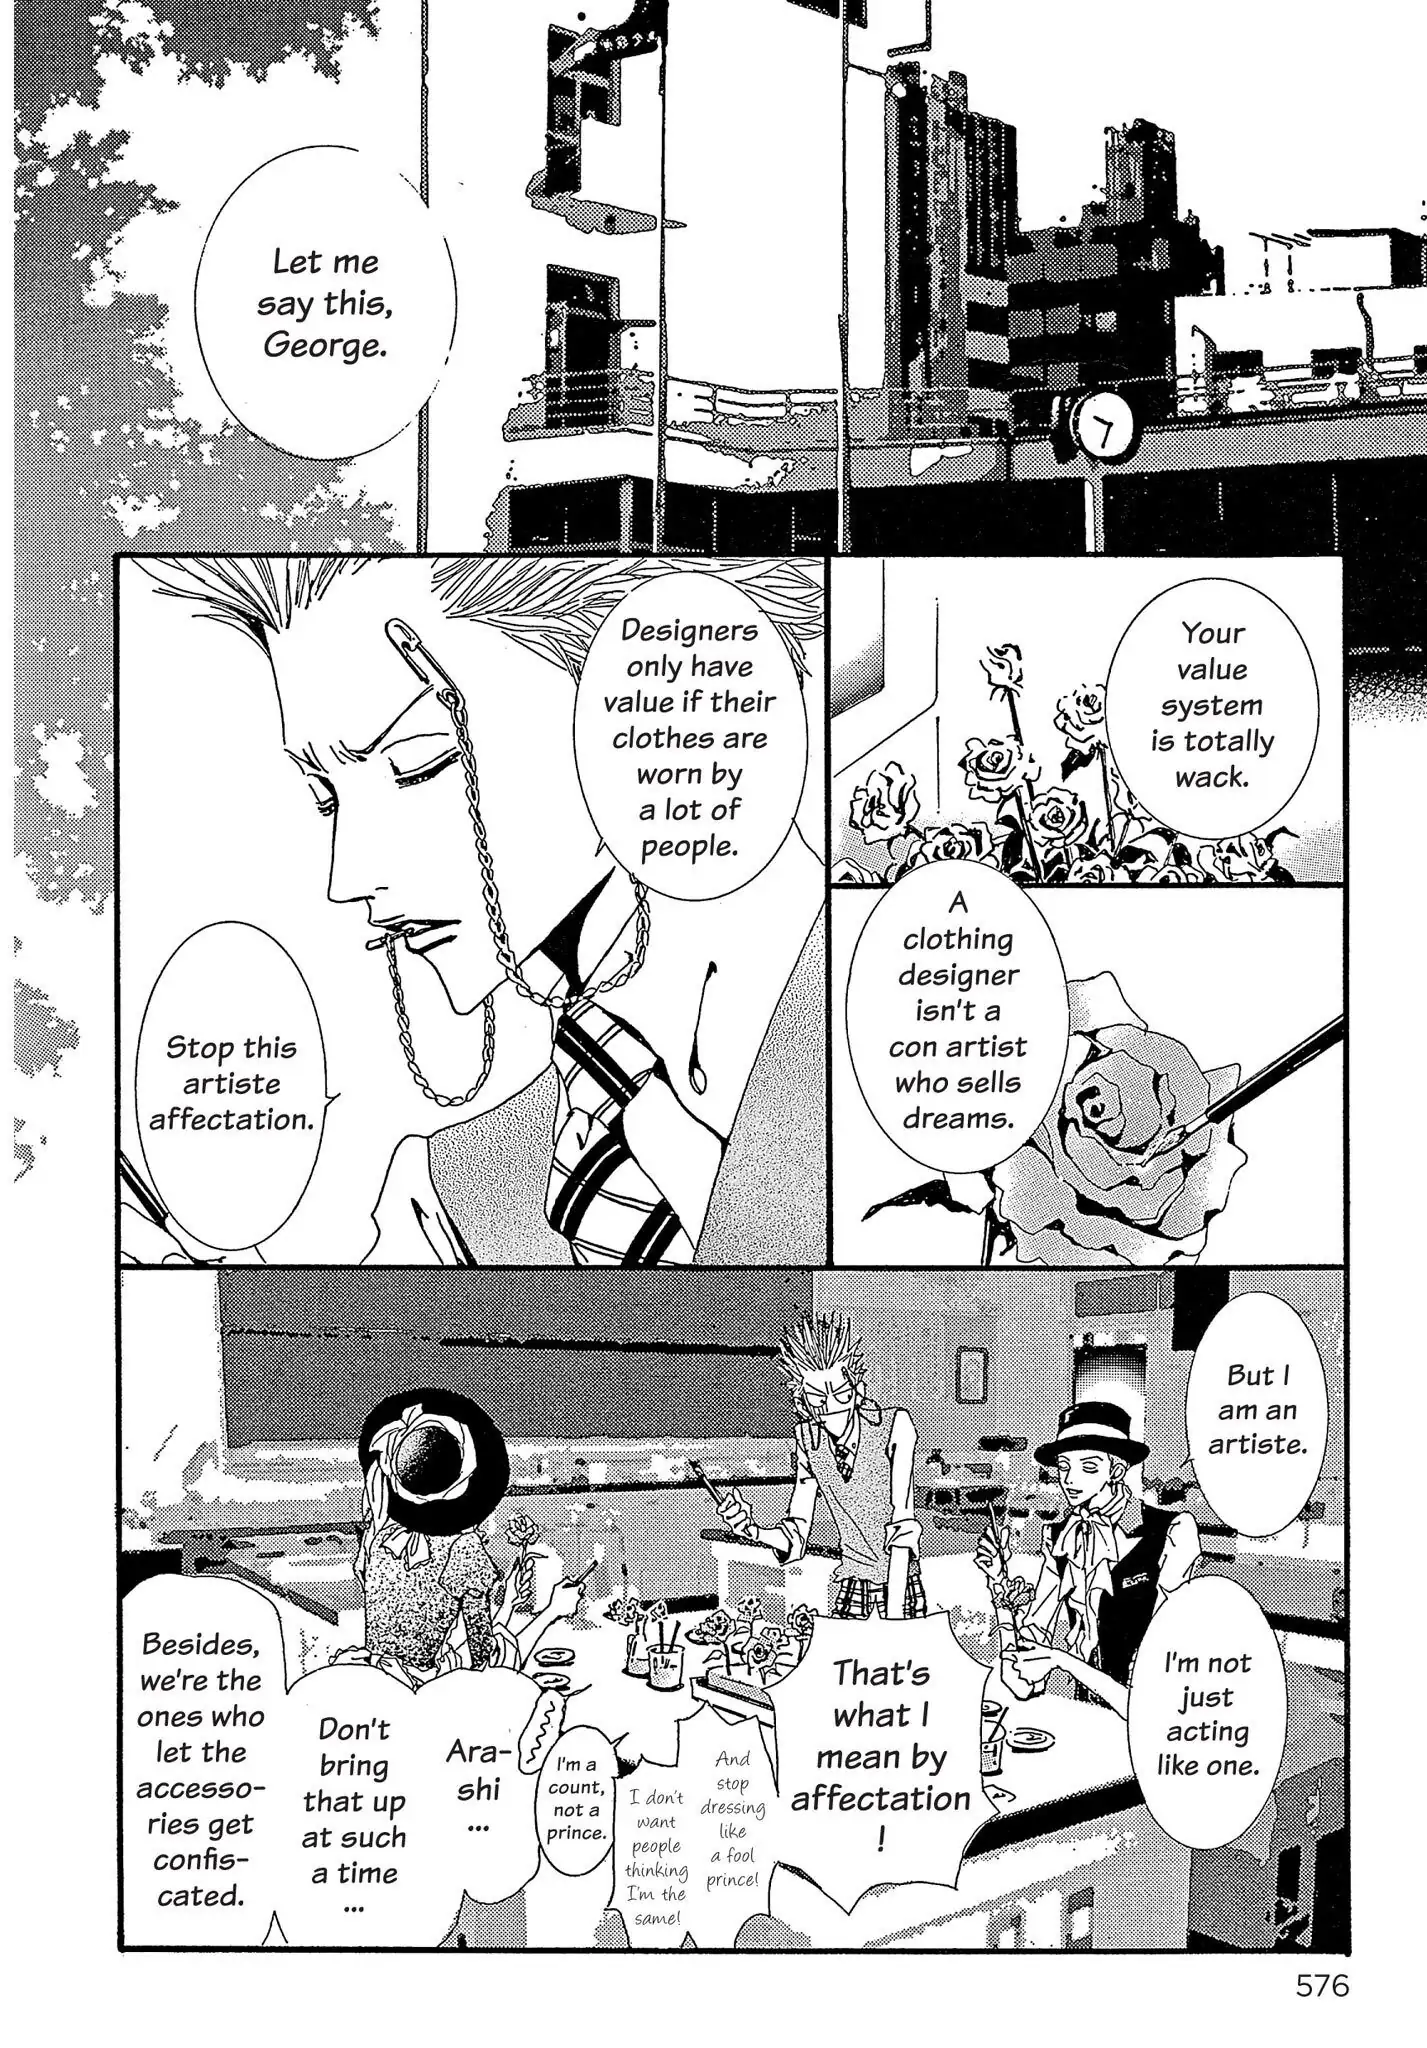 Let me
say this,
George.
Your
value
system
is totally
wack.
A
clothing
designer
isn't a
con artist
who sells
dreams.
Designers
only have
value if their
clothes are
worn by
a lot of
people.
Stop this
artiste
affectation.
But I
am an
artiste.
I'm not
just
acting
like one.
That's
what I
mean by
affectation
!
And
stop
dressing
like
a fool
prince!
I don't
want
people
thinking
I'm the
same!
I'm a
count,
not a
prince.
Ara-
shi
...
Don't
bring
that up
at such
a time
...
Besides,
we're the
ones who
let the
accesso-
ries get
confis-
cated.
576